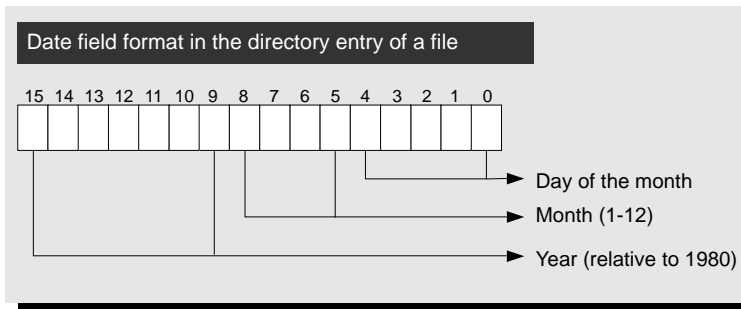 Date field format in the directory entry of a file
15 14 13 12 11 10 9 8 7 6 5 4 3 2 1 0
Day of the month
Month (1-12)
Year (relative to 1980)